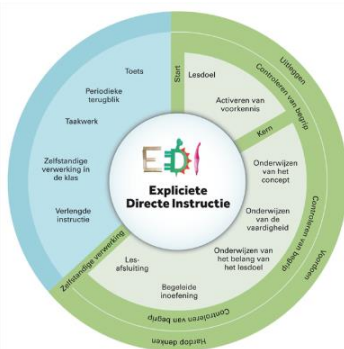 EDI
Expliciete
Directe Instructie
Start
Lesdoel
Activeren van
voorkennis
Kern
Onderwijzen
van het
concept
Onderwijzen
van de
vaardigheid
Onderwijzen van
het belang van
het lesdoel
Begeleide
inoefening
Les-
afsluiting
Zelfstandige verwerking
Verlengde
instructie
Zelfstandige
verwerking in
de klas
Taakwerk
Periodieke
terugblik
Toets
Uitleggen
Controleren van begrip
Voordoen
Controleren van begrip
Hardop denken
Controleren van begrip